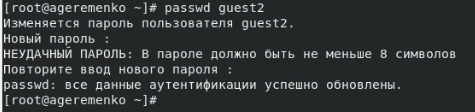 [root@ageremenko ~]# passwd guest2
Изменяется пароль пользователя guest2.
Новый пароль :
НЕУДАЧНЫЙ ПАРОЛЬ: В пароле должно быть не меньше 8 символов
Повторите ввод нового пароля :
passwd: все данные аутентификации успешно обновлены.
[root@ageremenko ~]#